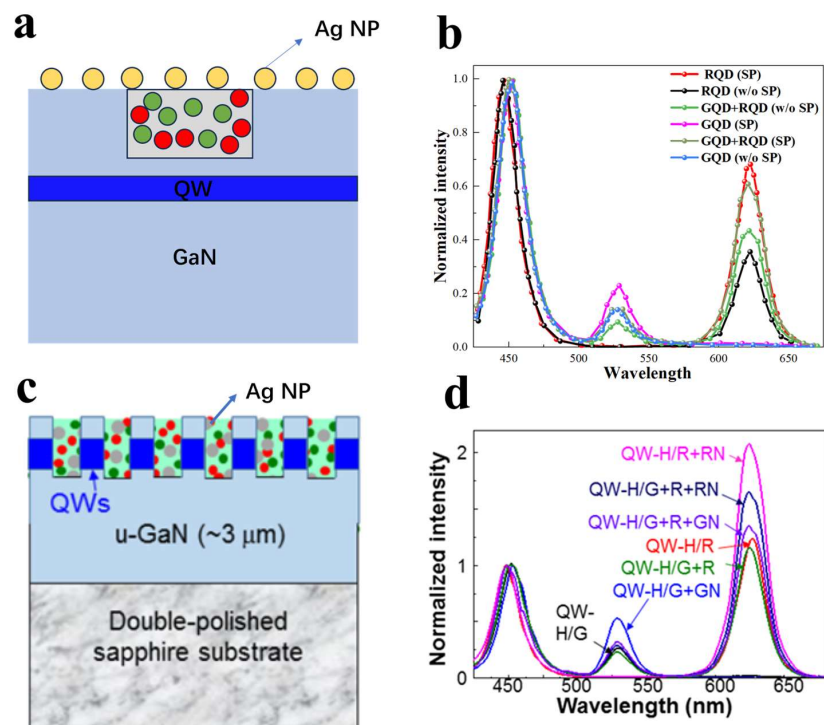 a
Ag NP
QW
GaN
b
Normalized intensity
1.0
0.8
0.6
0.4
0.2
0.0
RQD (SP)
RQD (w/o SP)
GQD+RQD (w/o SP)
GQD (SP)
GQD+RQD (SP)
GQD (w/o SP)
450
500
550
600
650
Wavelength
c
Ag NP
QWs
u-GaN (~3 μm)
Double-polished
sapphire substrate
d
Normalized intensity
2
1
0
QW-H/R+RN
QW-H/G+R+RN
QW-H/G+R+GN
QW-H/R
QW-H/G+R
QW-H/G+GN
QW-
H/G
450
500
550
600
650
Wavelength (nm)